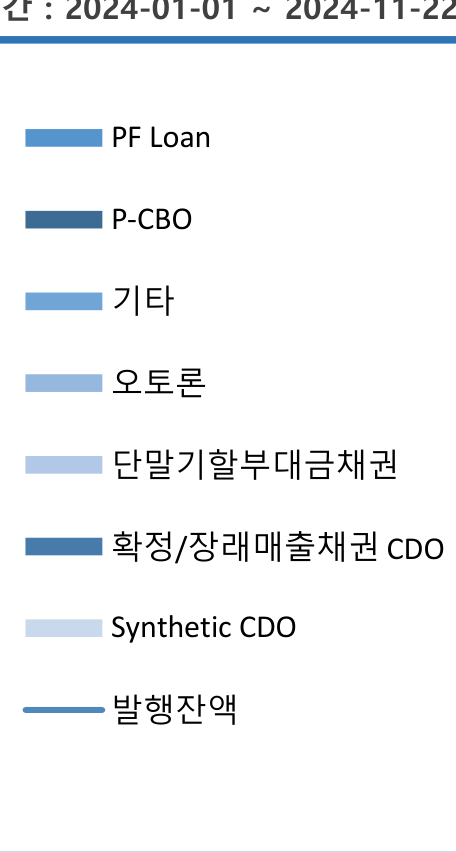 간 : 2024-01-01 ~ 2024-11-22
PF Loan
P-CBO
기타
오토론
단말기할부대금채권
확정/장래매출채권 CDO
Synthetic CDO
발행잔액